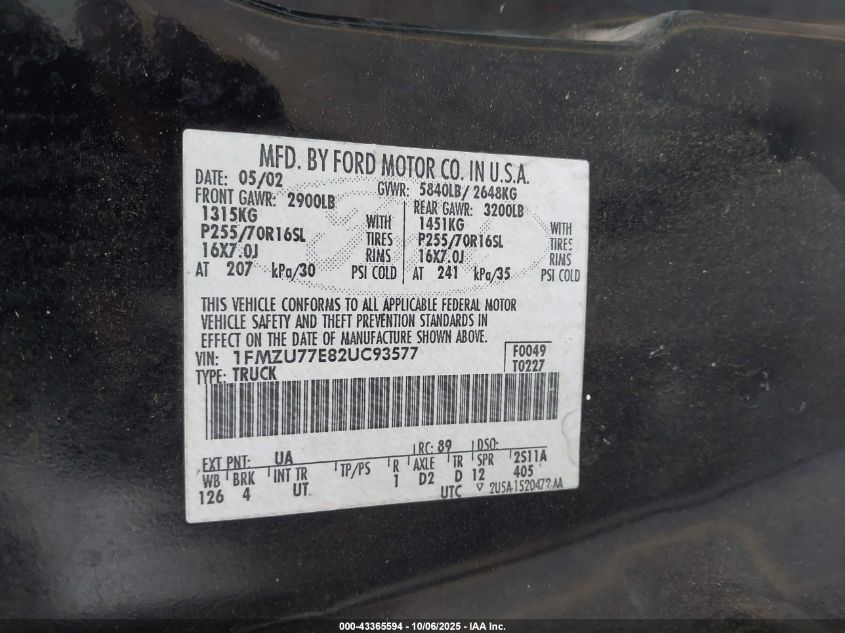 MFD. BY FORD MOTOR CO. IN U.S.A.
DATE: 05/02 GVWR: 5840LB/ 2648KG
FRONT GAWR: 2900LB REAR GAWR: 3200LB
1315KG WITH 1451KG WITH
P255/70R16SL TIRES P255/70R16SL TIRES
16X7.0J RIMS 16X7.0J RIMS
AT 207 kPa/30 PSI COLD AT 241 kPa/35 PSI COLD
THIS VEHICLE CONFORMS TO ALL APPLICABLE FEDERAL MOTOR
VEHICLE SAFETY AND THEFT PREVENTION STANDARDS IN
EFFECT ON THE DATE OF MANUFACTURE SHOWN ABOVE.
VIN: 1FMZU77E82UC93577 F0049
TYPE: TRUCK T0227
EXT PNT: UA RC: 89 DSO:
WB BRK INT TR TP/PS R AXLE TR SPR 2S11A
126 4 UT 1 D2 D 12 405
UTC ▽ 2U5A-1520472-AA
000-43365594 - 10/06/2025 - IAA Inc.